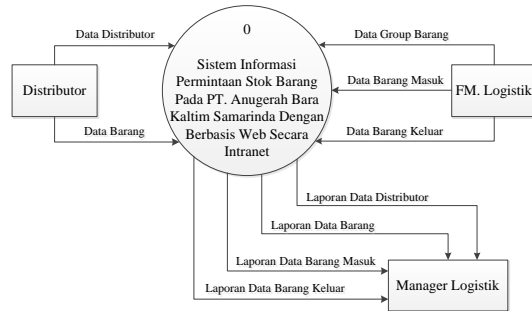 Data Distributor
0
Data Group Barang
Sistem Informasi
Permintaan Stok Barang
Pada PT. Anugerah Bara
Kaltim Samarinda Dengan
Berbasis Web Secara
Intranet
Distributor
Data Barang Masuk
FM. Logistik
Data Barang
Data Barang Keluar
Laporan Data Distributor
Laporan Data Barang
Laporan Data Barang Masuk
Laporan Data Barang Keluar
Manager Logistik